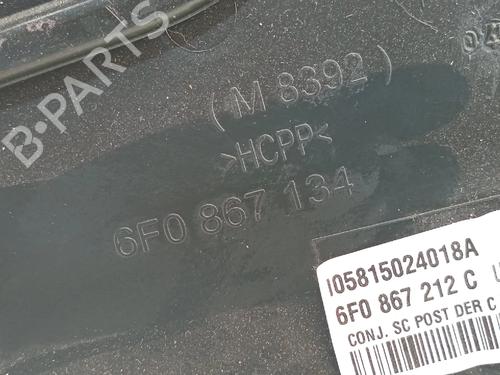 B-PARTS
( M 8392 )
>HCPP<
6F0 867 134
I05815024018A
6F0 867 212 C
CONJ. SC POST DER C